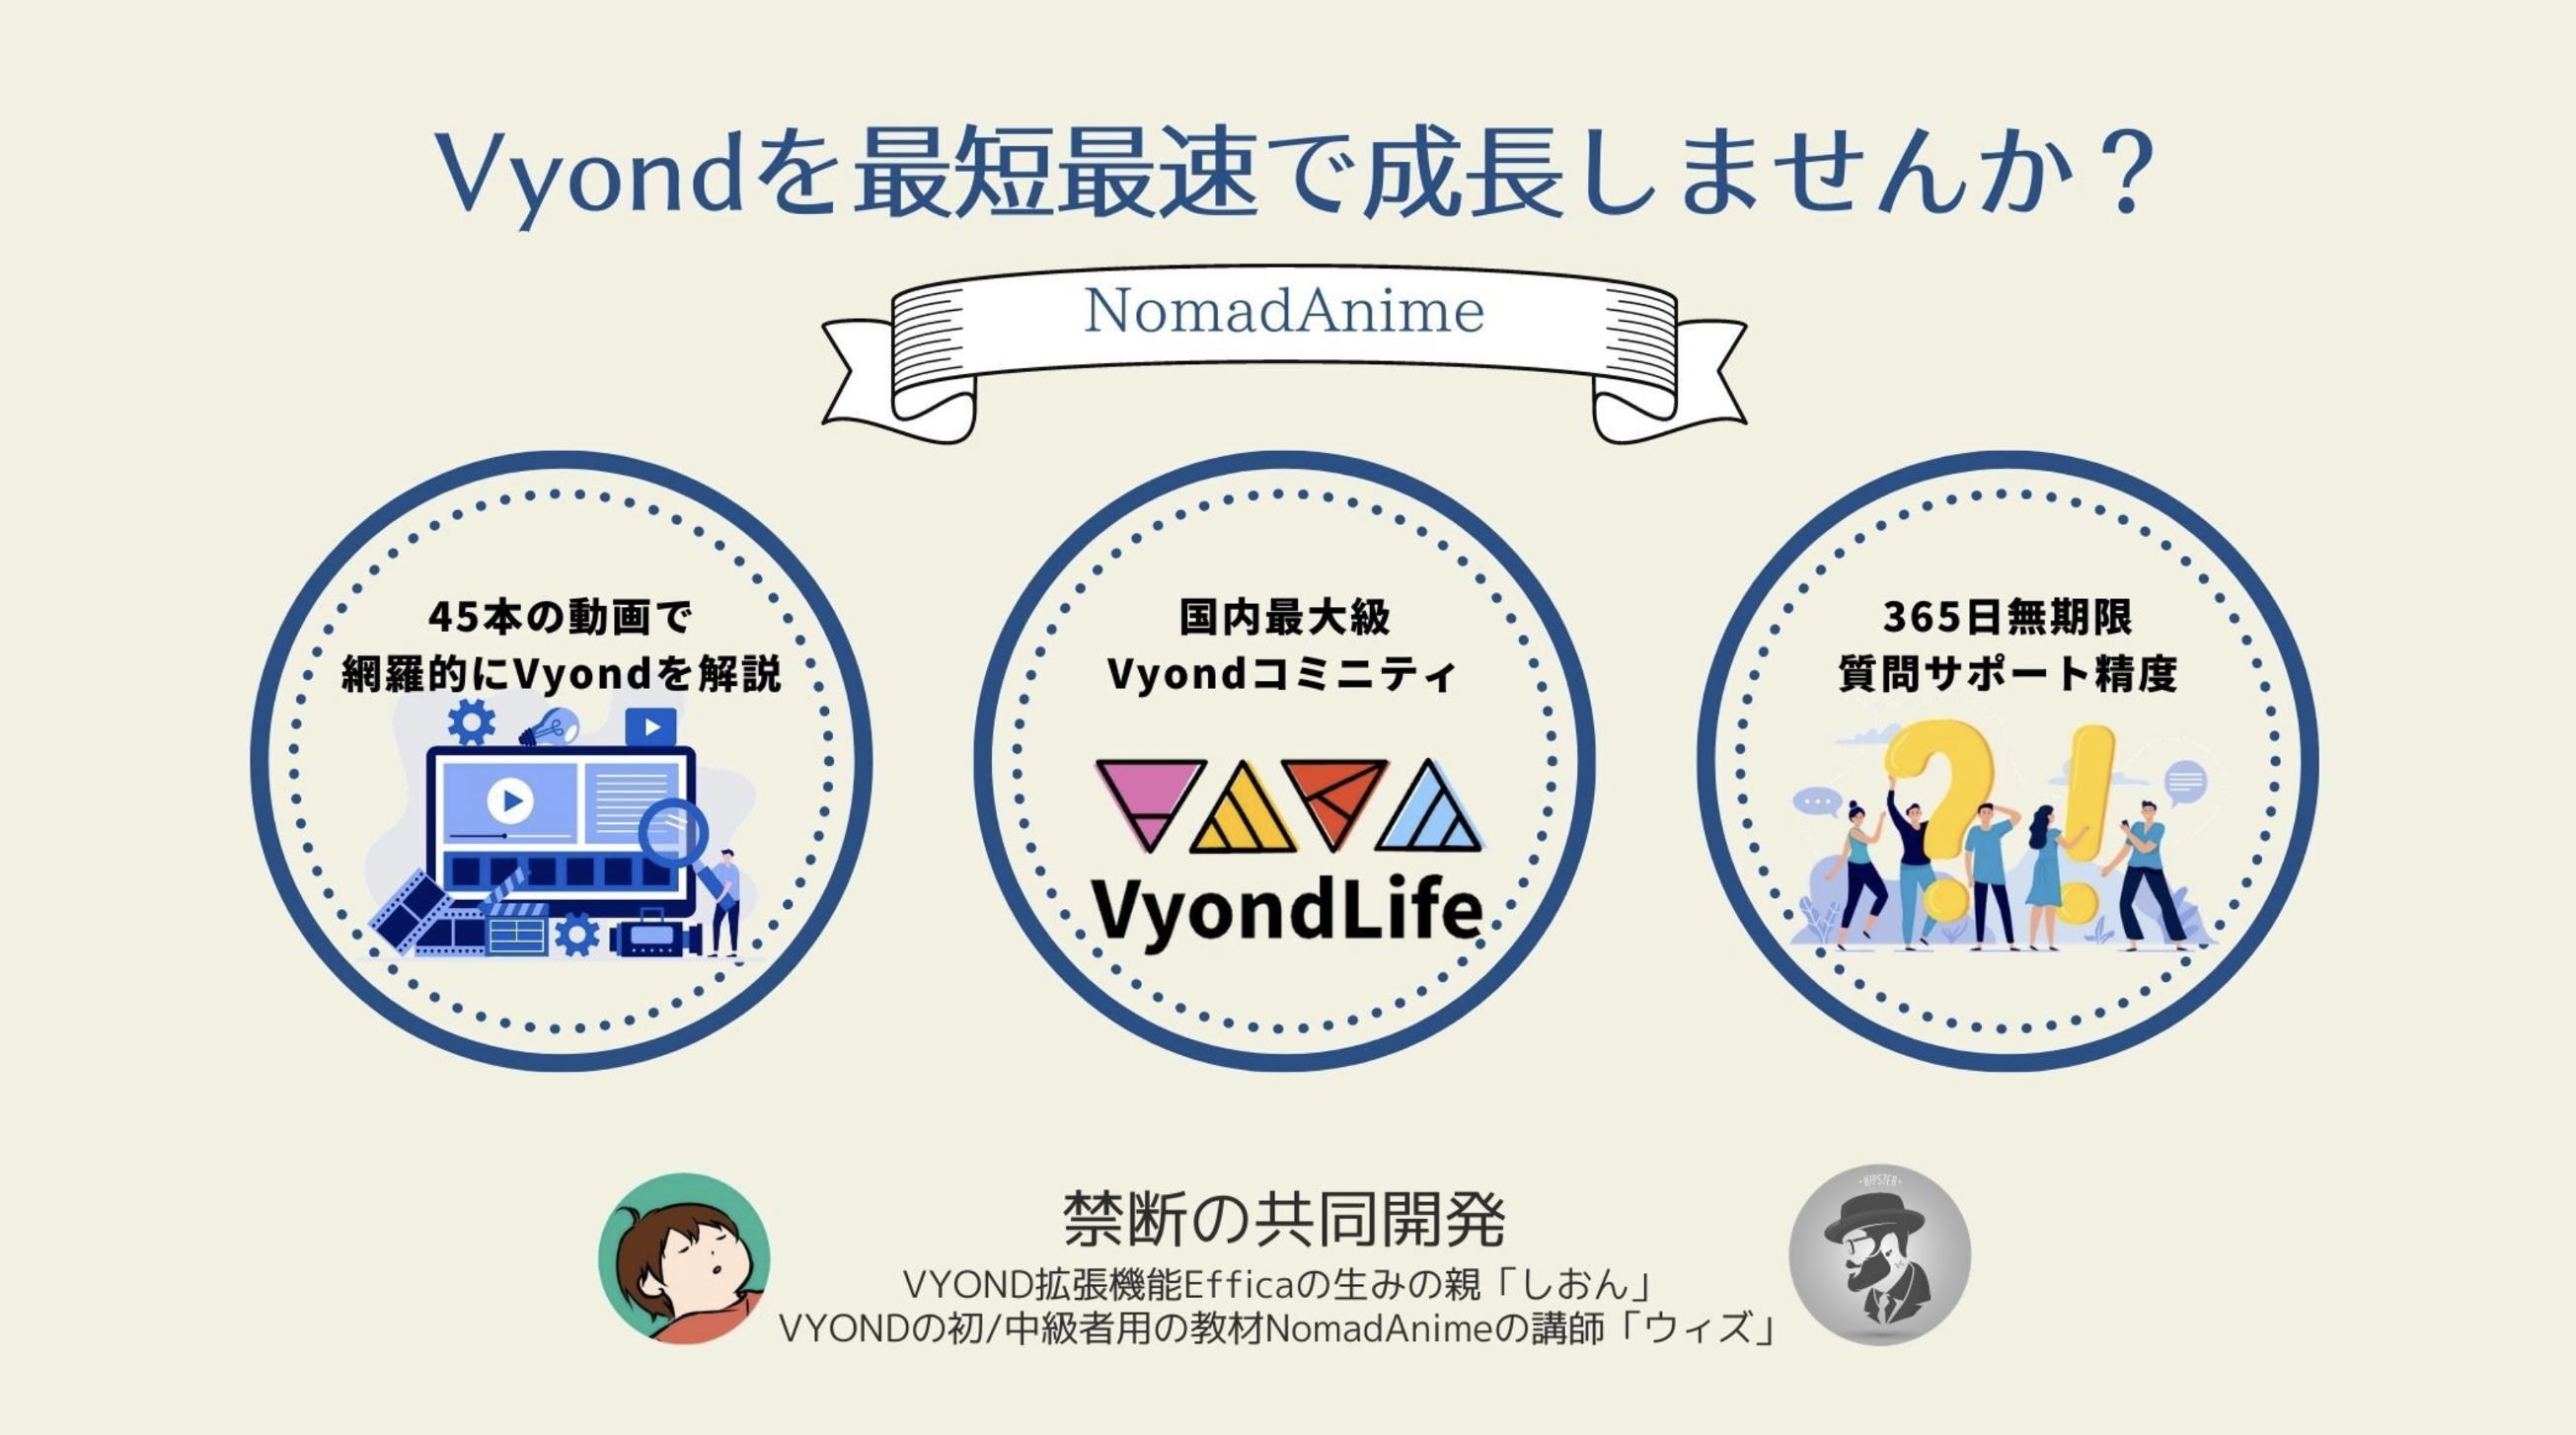 Vyondを最短最速で成長しませんか？
NomadAnime
45本の動画で
網羅的にVyondを解説
国内最大級
Vyondコミニティ
VyondLife
365日無期限
質問サポート精度
禁断の共同開発
VYOND拡張機能Efficaの生みの親「しおん」
VYONDの初/中級者用の教材NomadAnimeの講師「ウィズ」
·HIPSTER·